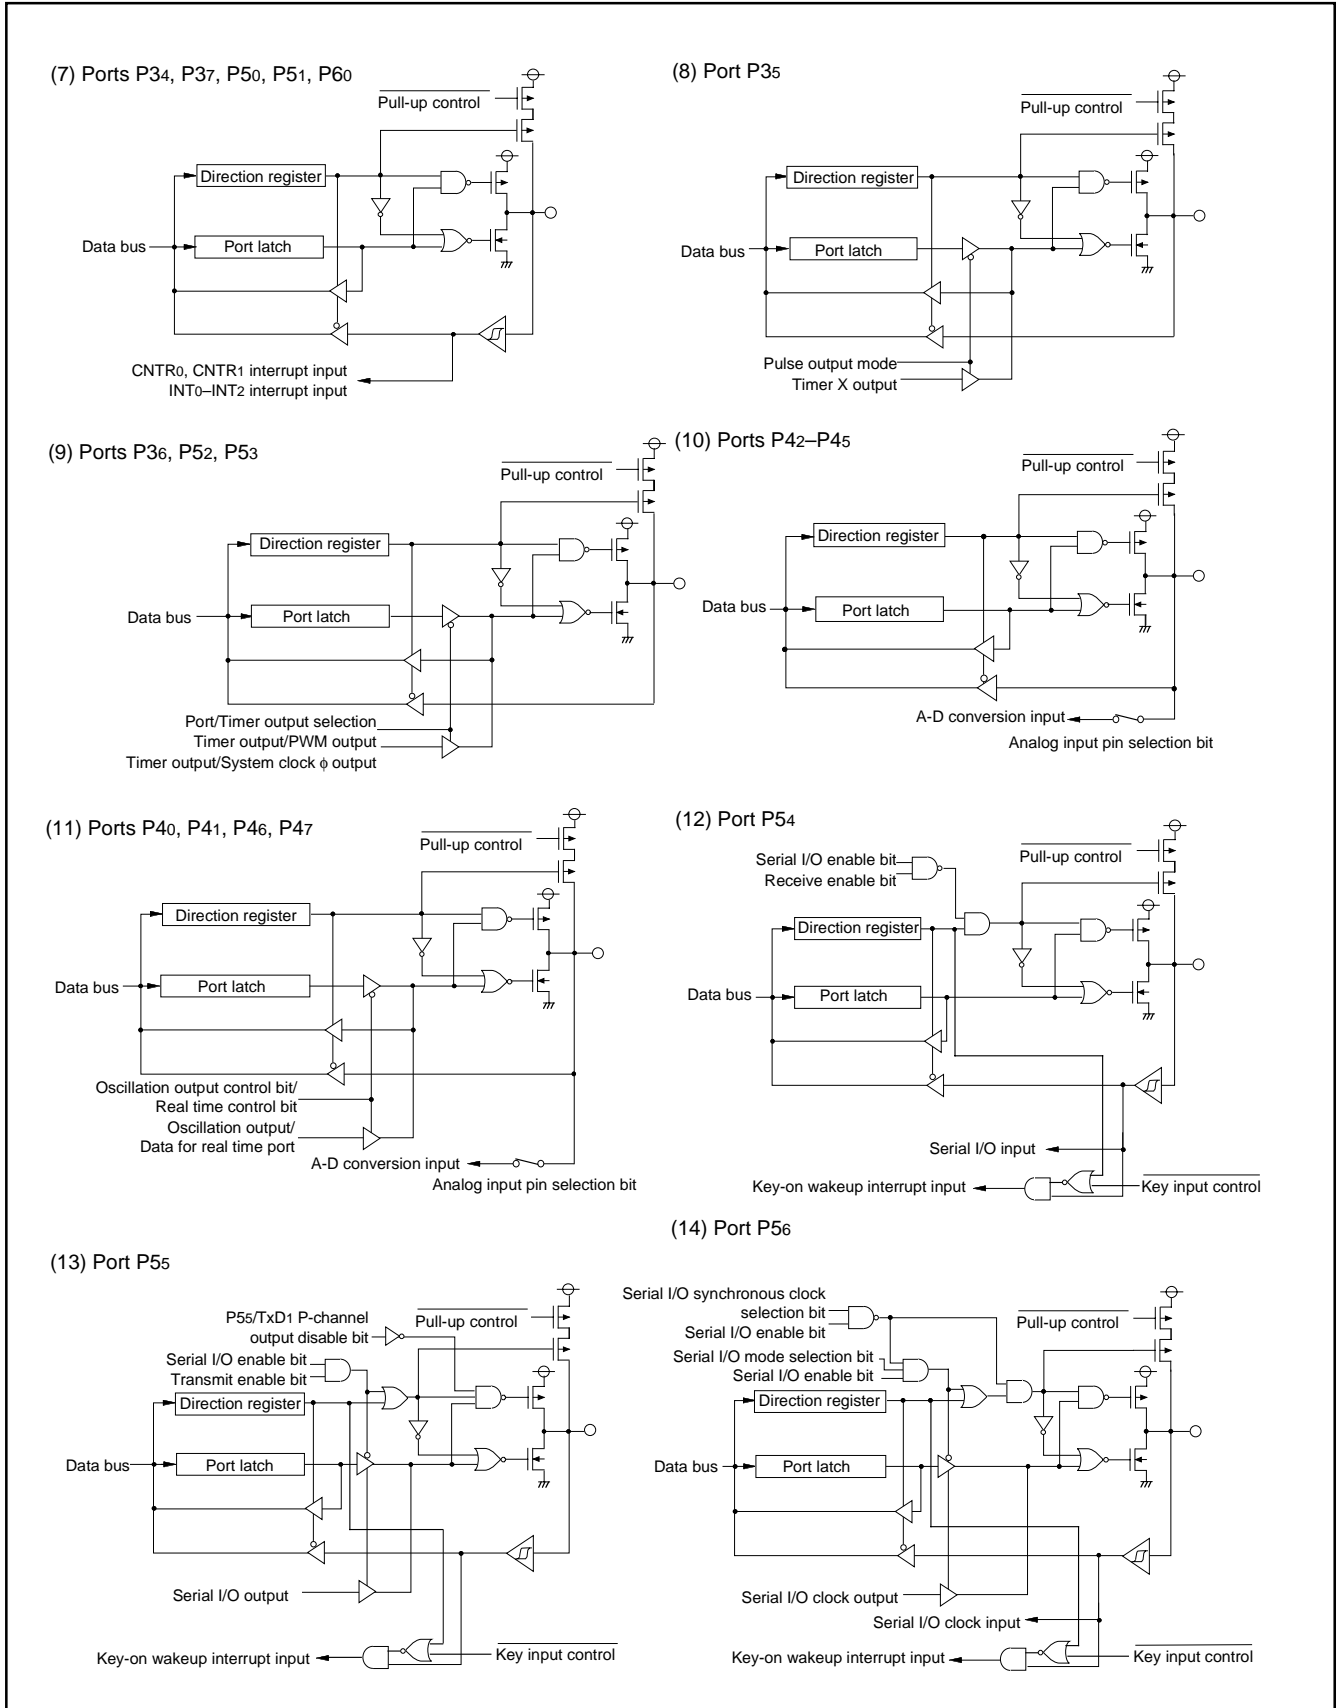 (7) Ports P34, P37, P50, P51, P60
Pull-up control
Direction register
Data bus
Port latch
CNTR0, CNTR1 interrupt input
INT0–INT2 interrupt input
(8) Port P35
Pull-up control
Direction register
Data bus
Port latch
Pulse output mode
Timer X output
(9) Ports P36, P52, P53
Pull-up control
Direction register
Data bus
Port latch
Port/Timer output selection
Timer output/PWM output
Timer output/System clock ϕ output
(10) Ports P42–P45
Pull-up control
Direction register
Data bus
Port latch
A-D conversion input
Analog input pin selection bit
(11) Ports P40, P41, P46, P47
Pull-up control
Direction register
Data bus
Port latch
Oscillation output control bit/
Real time control bit
Oscillation output/
Data for real time port
A-D conversion input
Analog input pin selection bit
(12) Port P54
Serial I/O enable bit
Receive enable bit
Pull-up control
Direction register
Data bus
Port latch
Serial I/O input
Key-on wakeup interrupt input
Key input control
(13) Port P55
P55/TxD1 P-channel
output disable bit
Pull-up control
Serial I/O enable bit
Transmit enable bit
Direction register
Data bus
Port latch
Serial I/O output
Key-on wakeup interrupt input
Key input control
(14) Port P56
Serial I/O synchronous clock
selection bit
Serial I/O enable bit
Pull-up control
Serial I/O mode selection bit
Serial I/O enable bit
Direction register
Data bus
Port latch
Serial I/O clock output
Serial I/O clock input
Key-on wakeup interrupt input
Key input control